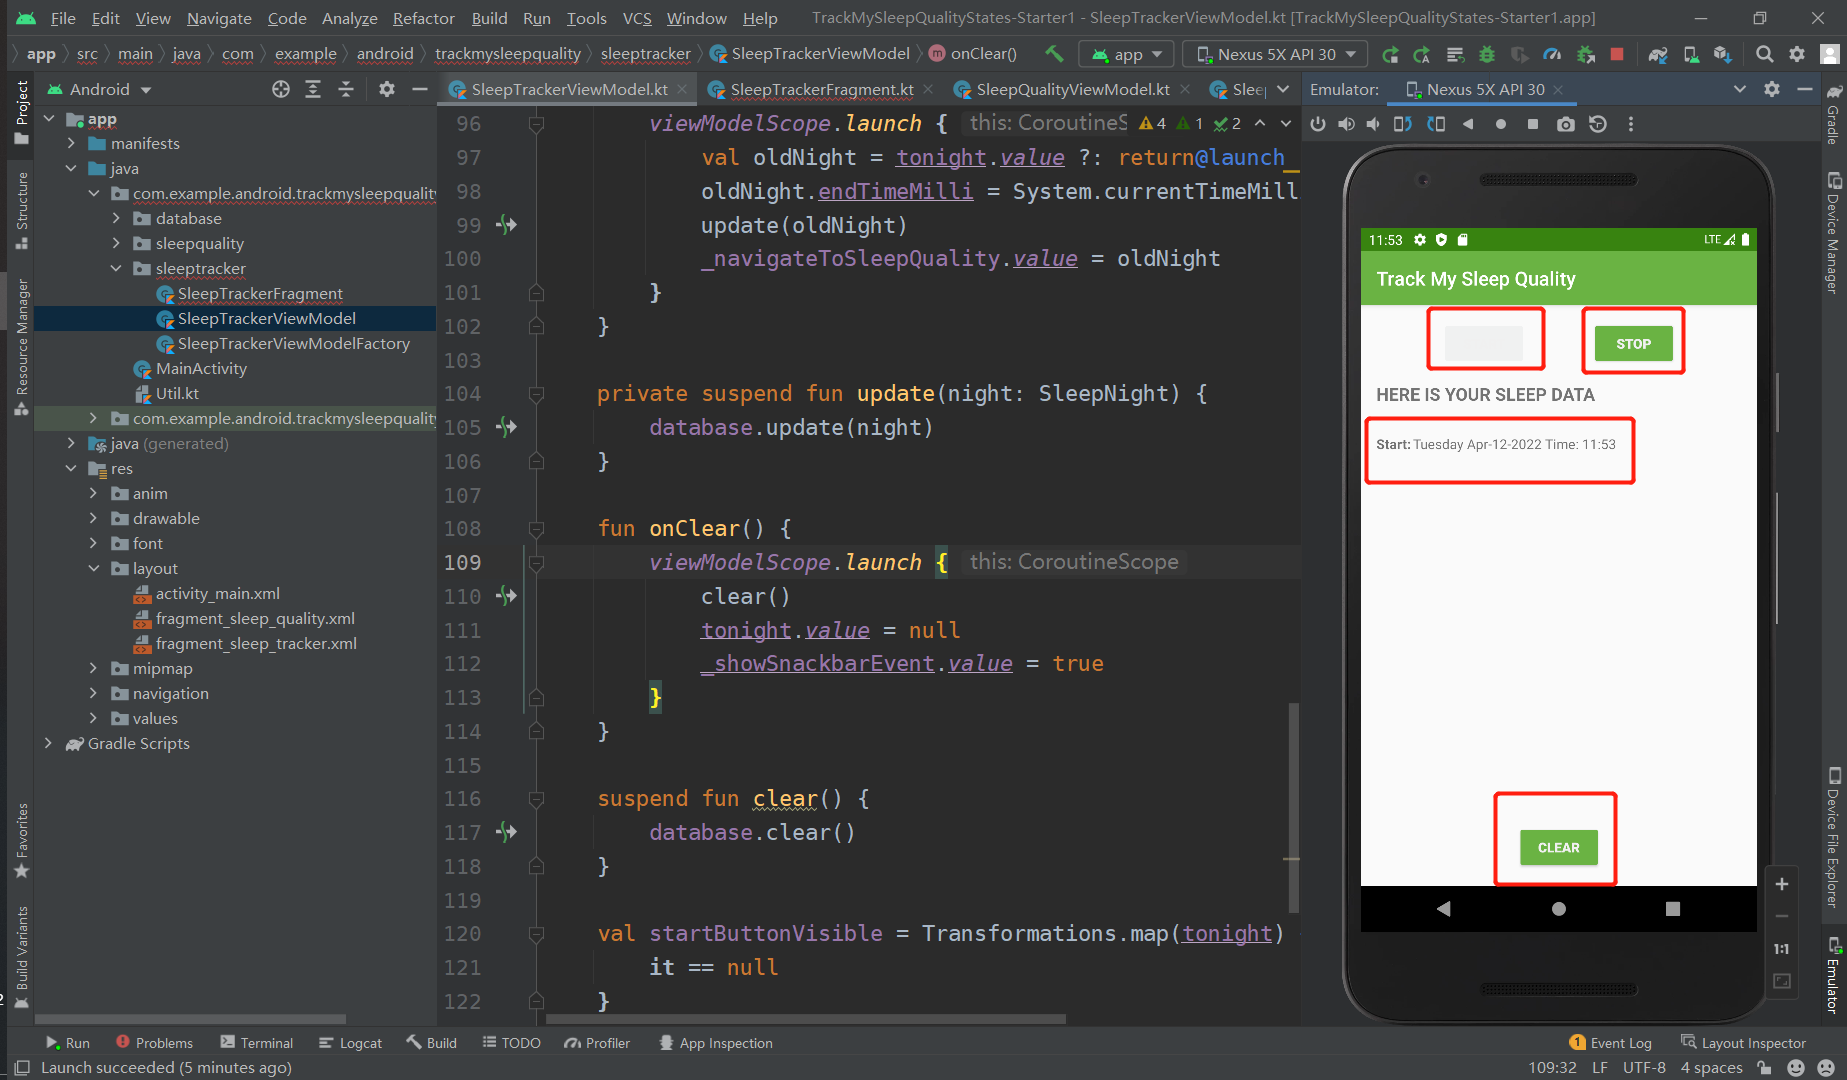 File Edit View Navigate Code Analyze Refactor Build Run Tools VCS Window Help TrackMySleepQualityStates-Starter1 - SleepTrackerViewModel.kt [TrackMySleepQualityStates-Starter1.app]
app src main java com example android trackmysleepquality sleeptracker SleepTrackerViewModel m onClear() app Nexus 5X API 30
Project
Structure
Resource Manager
Favorites
Build Variants
Android
app
manifests
java
com.example.android.trackmysleepquality
database
sleepquality
sleeptracker
SleepTrackerFragment
SleepTrackerViewModel
SleepTrackerViewModelFactory
MainActivity
Util.kt
com.example.android.trackmysleepquality
java (generated)
res
anim
drawable
font
layout
activity_main.xml
fragment_sleep_quality.xml
fragment_sleep_tracker.xml
mipmap
navigation
values
Gradle Scripts
SleepTrackerViewModel.kt SleepTrackerFragment.kt SleepQualityViewModel.kt Slee
4 1 2
96 viewModelScope.launch { this: CoroutineS
97 val oldNight = tonight.value ?: return@launch
98 oldNight.endTimeMilli = System.currentTimeMill
99 update(oldNight)
100 _navigateToSleepQuality.value = oldNight
101 }
102 }
103
104 private suspend fun update(night: SleepNight) {
105 database.update(night)
106 }
107
108 fun onClear() {
109 viewModelScope.launch { this: CoroutineScope
110 clear()
111 tonight.value = null
112 _showSnackbarEvent.value = true
113 }
114 }
115
116 suspend fun clear() {
117 database.clear()
118 }
119
120 val startButtonVisible = Transformations.map(tonight)
121 it == null
122 }
Emulator: Nexus 5X API 30
11:53 LTE
Track My Sleep Quality
STOP
HERE IS YOUR SLEEP DATA
Start: Tuesday Apr-12-2022 Time: 11:53
CLEAR
1:1
Gradle
Device Manager
Device File Explorer
Emulator
Run Problems Terminal Logcat Build TODO Profiler App Inspection 1 Event Log Layout Inspector
Launch succeeded (5 minutes ago) 109:32 LF UTF-8 4 spaces